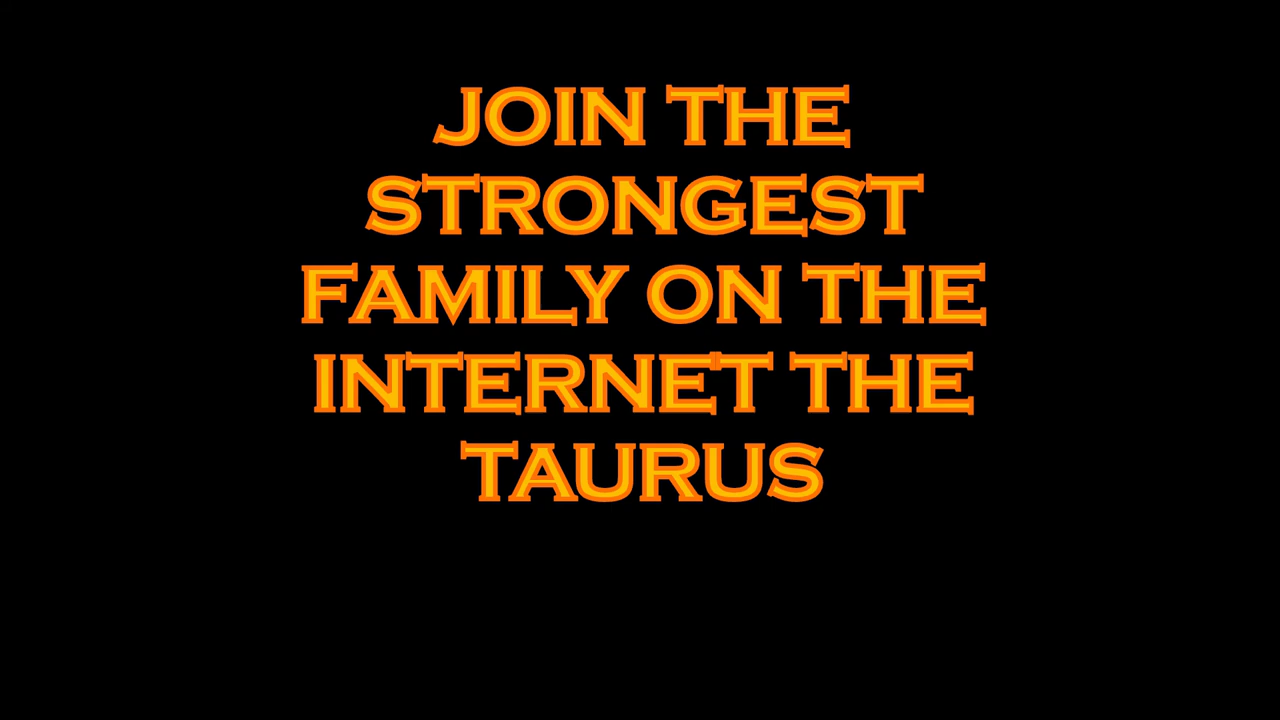 JOIN THE
STRONGEST
FAMILY ON THE
INTERNET THE
TAURUS